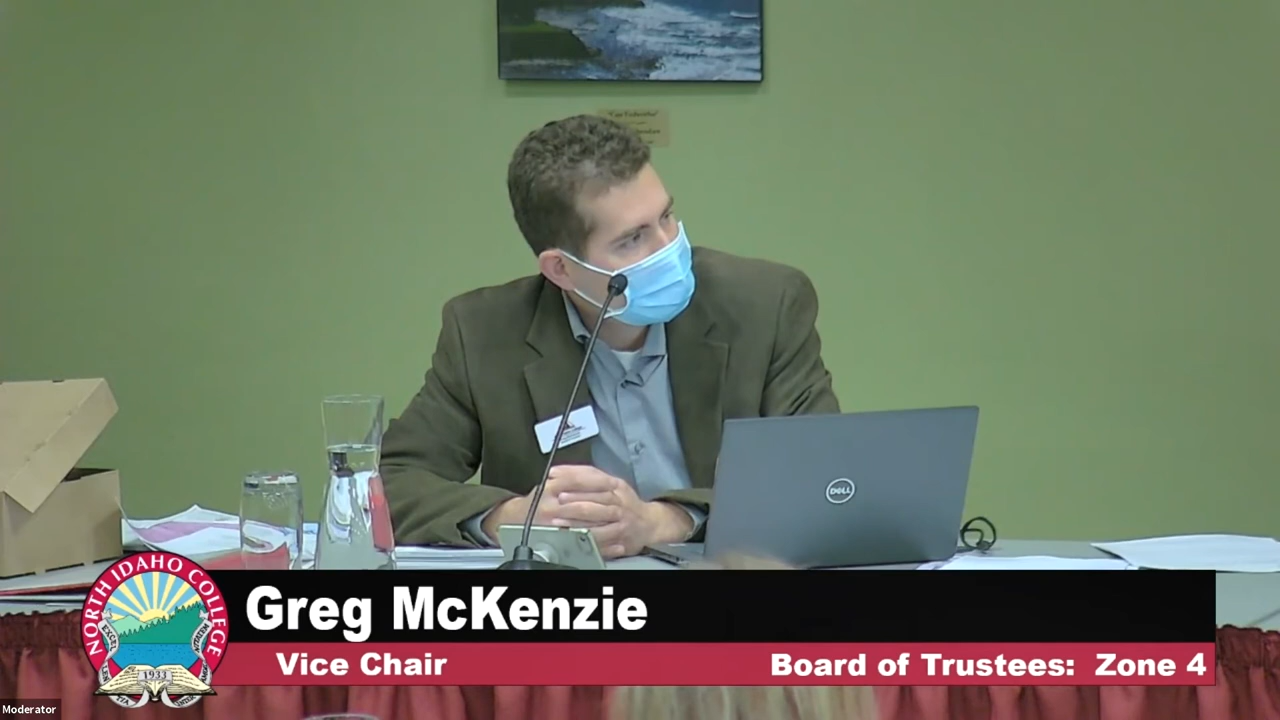 DELL
Greg McKenzie
Vice Chair
Board of Trustees: Zone 4
NORTH IDAHO COLLEGE
1933
Moderator